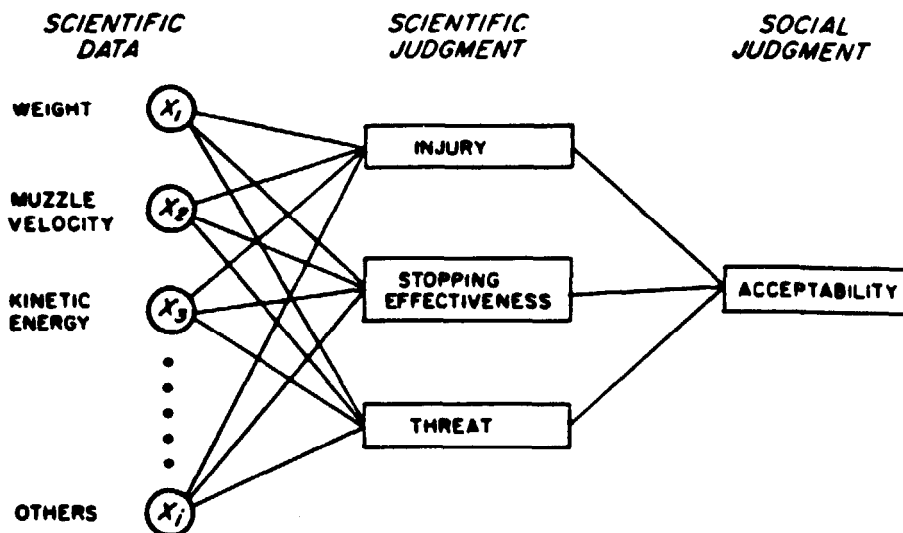 SCIENTIFIC DATA
SCIENTIFIC JUDGMENT
SOCIAL JUDGMENT
WEIGHT
X1
MUZZLE VELOCITY
X2
KINETIC ENERGY
X3
OTHERS
Xi
INJURY
STOPPING EFFECTIVENESS
THREAT
ACCEPTABILITY